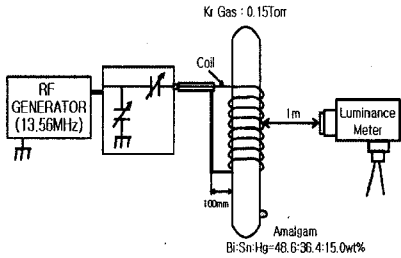 Kr Gas : 0.15Torr
Coil
RF
GENERATOR
(13.56MHz)
1m
Luminance
Meter
100mm
Amalgam
Bi:Sn:Hg=48.6:36.4:15.0wt%